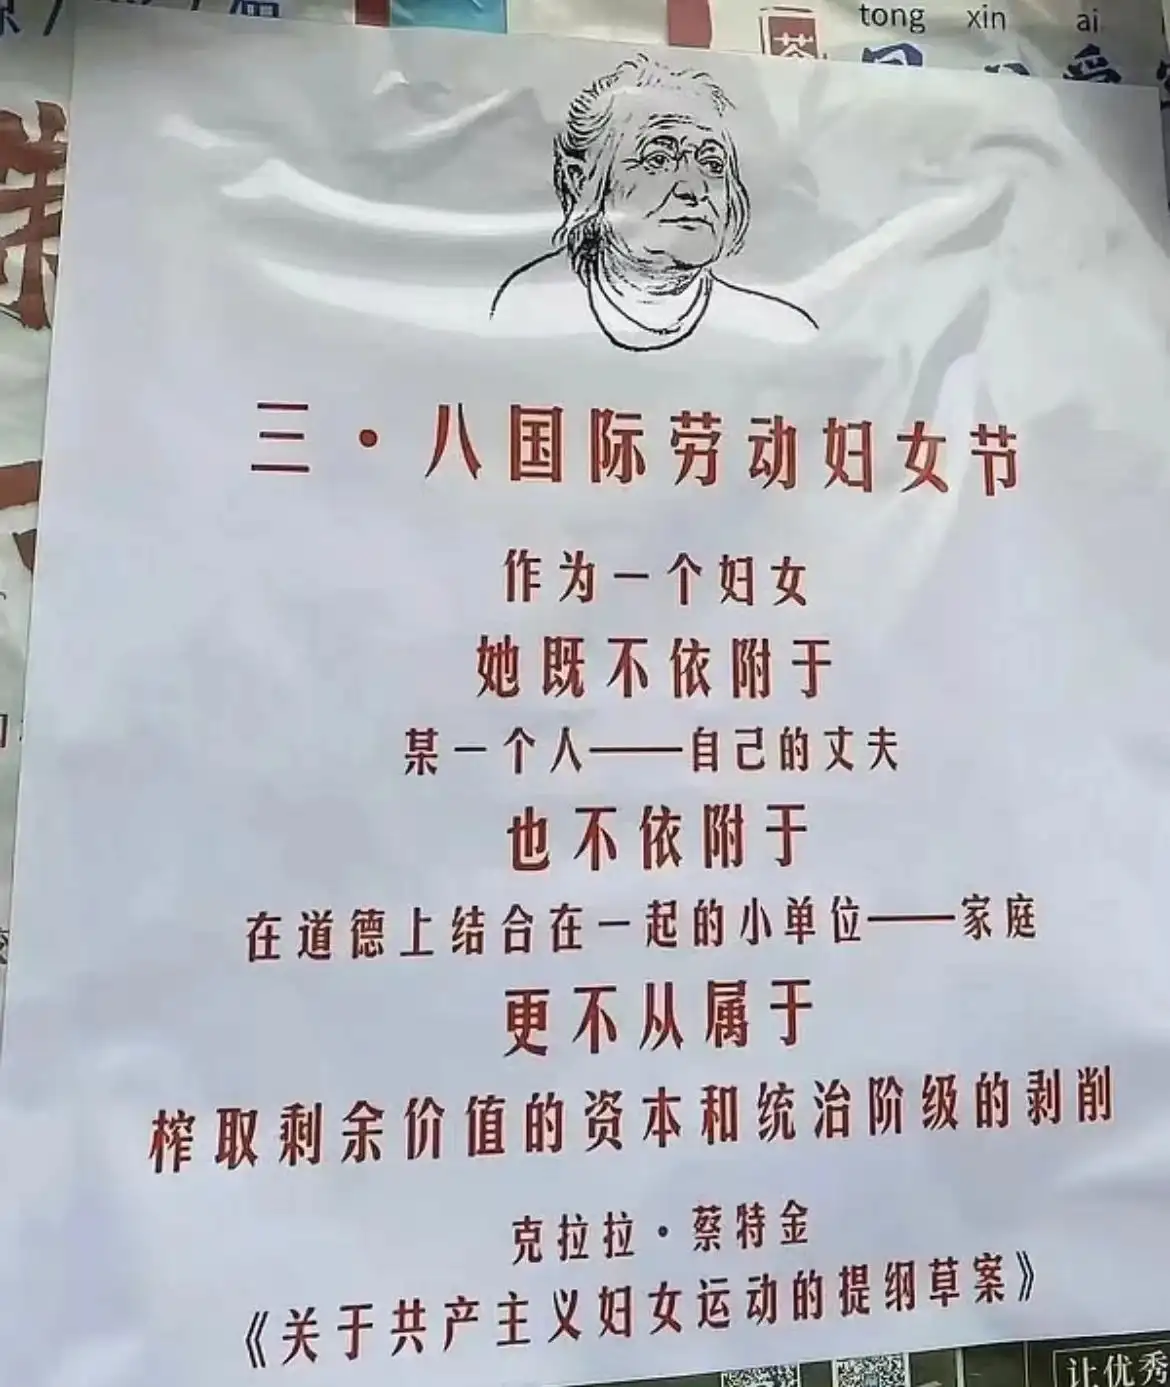 tong xin ai
茶
三·八国际劳动妇女节
作为一个妇女
她既不依附于
某一个人——自己的丈夫
也不依附于
在道德上结合在一起的小单位——家庭
更不从属于
榨取剩余价值的资本和统治阶级的剥削
克拉拉·蔡特金
《关于共产主义妇女运动的提纲草案》
让优秀